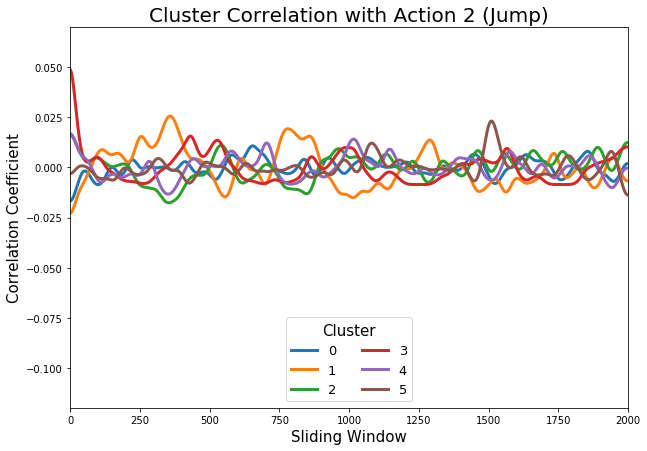 Cluster Correlation with Action 2 (Jump)
Correlation Coefficient
0.050
0.025
0.000
−0.025
−0.050
−0.075
−0.100
Cluster
0 3
1 4
2 5
0 250 500 750 1000 1250 1500 1750 2000
Sliding Window